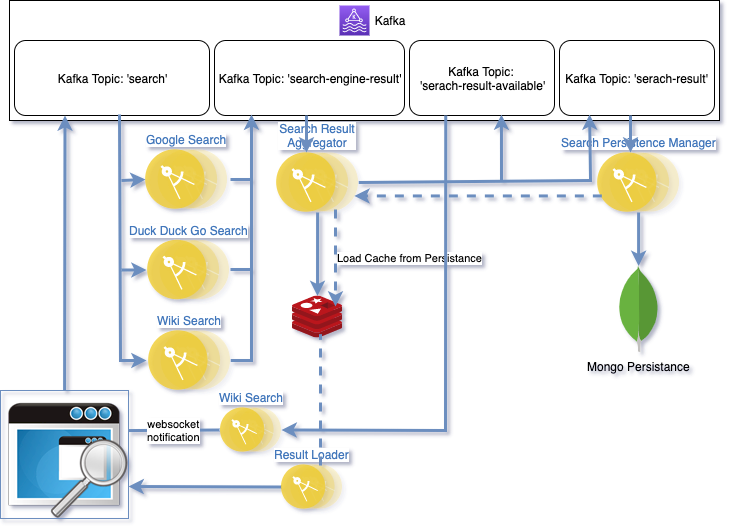 Kafka
Kafka Topic: 'search'
Kafka Topic: 'search-engine-result'
Kafka Topic:
'serach-result-available'
Kafka Topic: 'serach-result'
Google Search
Search Result
Aggregator
Search Persistence Manager
Duck Duck Go Search
Load Cache from Persistance
Wiki Search
Mongo Persistance
Wiki Search
websocket
notification
Result Loader